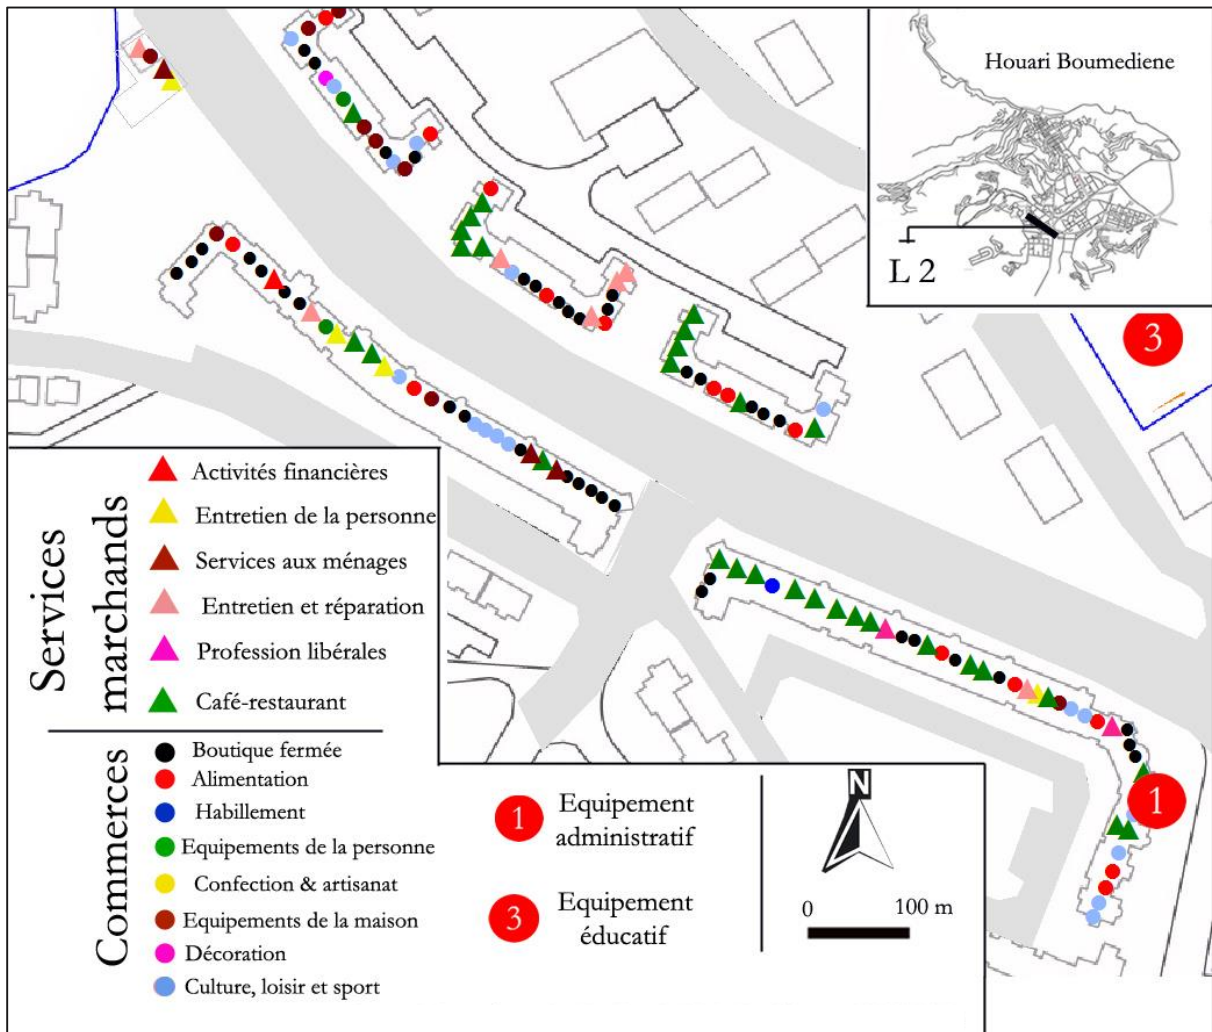 Houari Boumediene
L 2
3
Services
marchands
Activités financières
Entretien de la personne
Services aux ménages
Entretien et réparation
Profession libérales
Café-restaurant
Commerces
Boutique fermée
Alimentation
Habillement
Equipements de la personne
Confection & artisanat
Equipements de la maison
Décoration
Culture, loisir et sport
1
Equipement
administratif
3
Equipement
éducatif
N
0
100 m
1